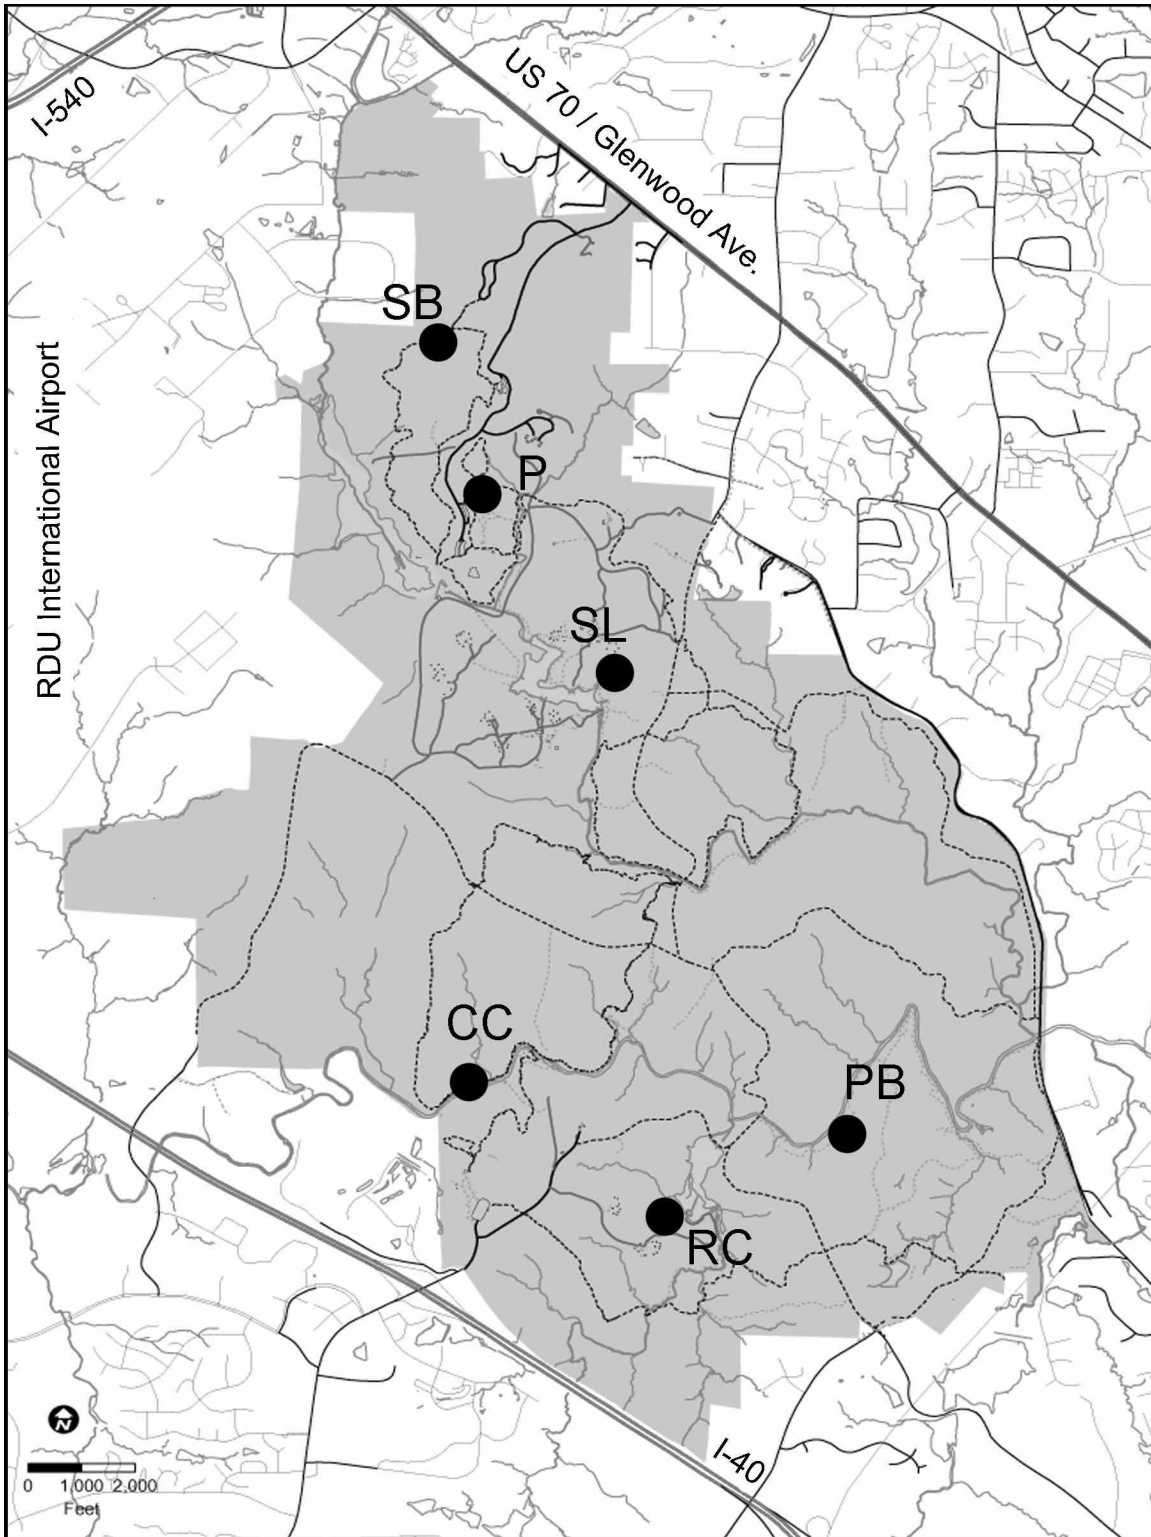 I-540
US 70 / Glenwood Ave.
SB
RDU International Airport
P
SL
CC
PB
RC
N
0 1,000 2,000
Feet
I-40